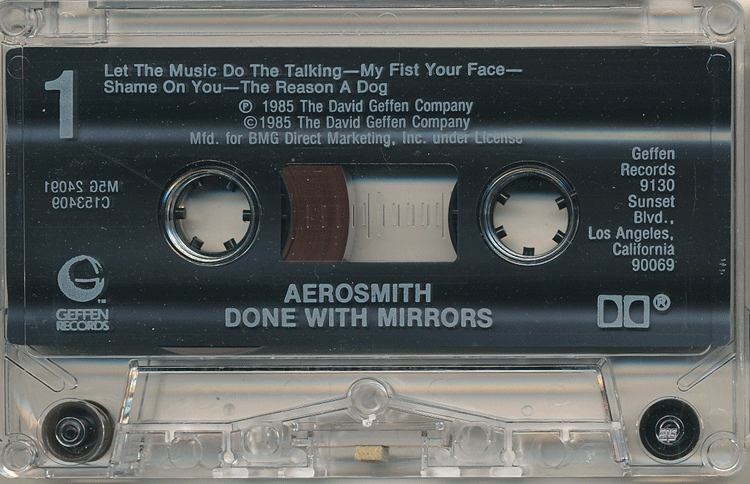 1
Let The Music Do The Talking—My Fist Your Face—
Shame On You—The Reason A Dog
℗ 1985 The David Geffen Company
©1985 The David Geffen Company
Mfd. for BMG Direct Marketing, Inc. under License
M5G 24091
C153409
Geffen
Records
9130
Sunset
Blvd.,
Los Angeles,
California
90069
G
™
GEFFEN
RECORDS
AEROSMITH
DONE WITH MIRRORS
®